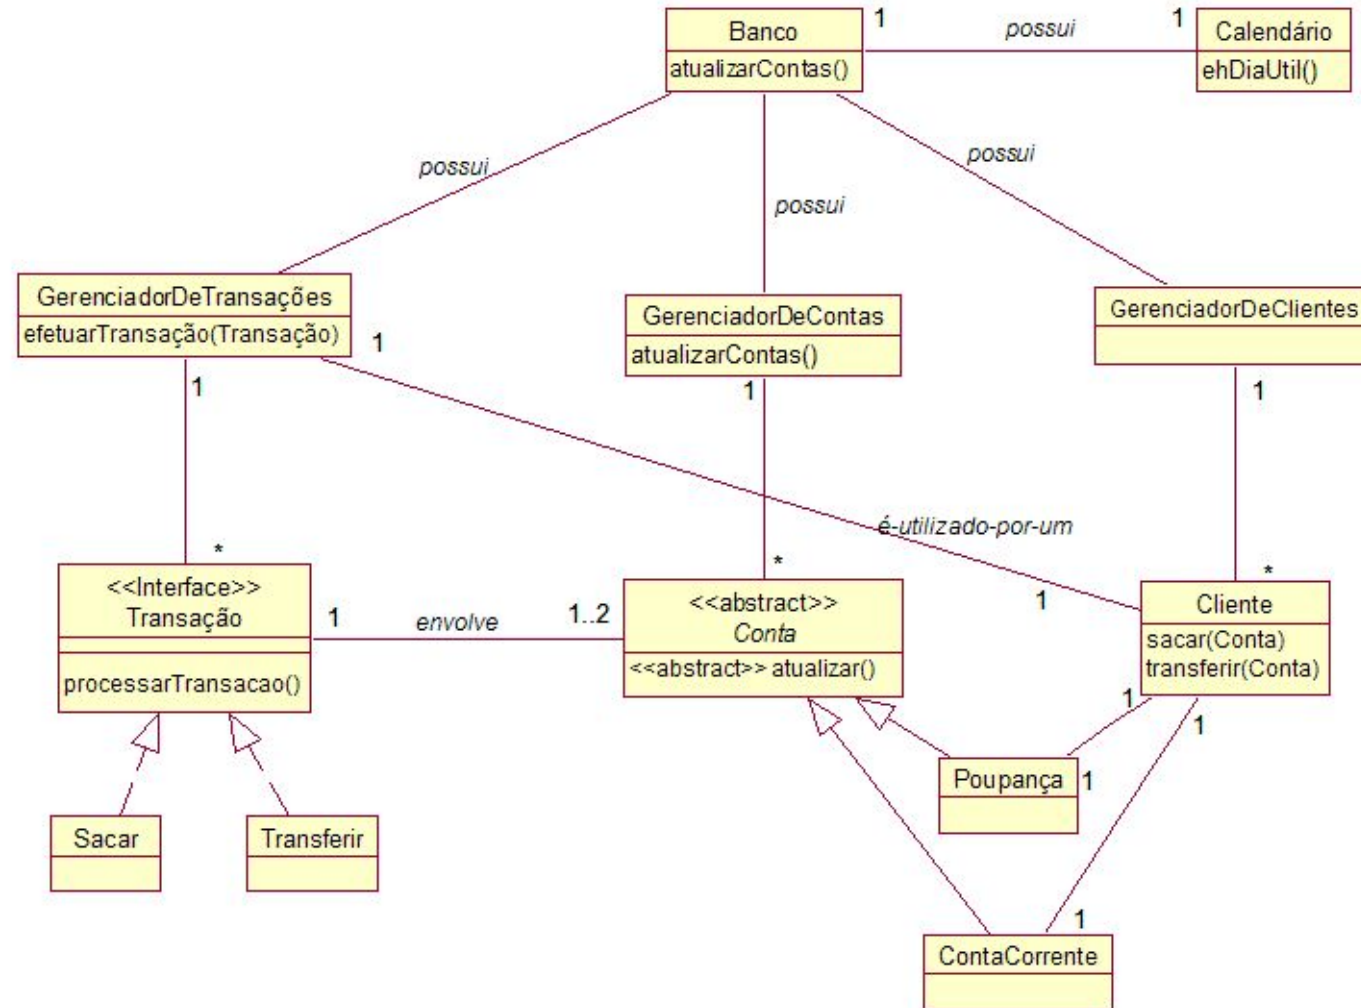 Banco
atualizarContas()
1
possui
1
Calendário
ehDiaUtil()
possui
possui
possui
GerenciadorDeTransações
efetuarTransação(Transação)
1
1
GerenciadorDeContas
atualizarContas()
1
GerenciadorDeClientes
1
é-utilizado-por-um
*
<<Interface>>
Transação
processarTransacao()
1
envolve
1..2
*
<<abstract>>
Conta
<<abstract>> atualizar()
1
*
Cliente
sacar(Conta)
transferir(Conta)
1
1
Poupança
1
Sacar
Transferir
1
ContaCorrente